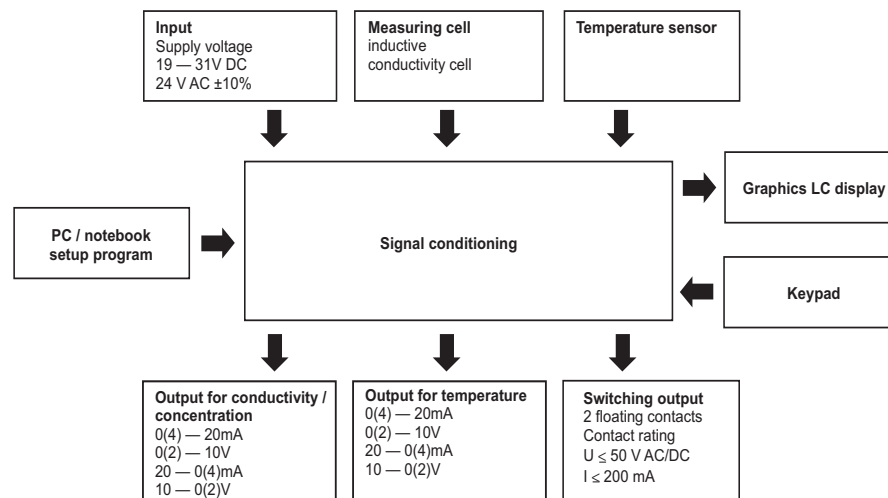 Input
Supply voltage
19 — 31V DC
24 V AC ±10%
Measuring cell
inductive
conductivity cell
Temperature sensor
Graphics LC display
PC / notebook
setup program
Signal conditioning
Keypad
Output for conductivity /
concentration
0(4) — 20mA
0(2) — 10V
20 — 0(4)mA
10 — 0(2)V
Output for temperature
0(4) — 20mA
0(2) — 10V
20 — 0(4)mA
10 — 0(2)V
Switching output
2 floating contacts
Contact rating
U ≤ 50 V AC/DC
I ≤ 200 mA